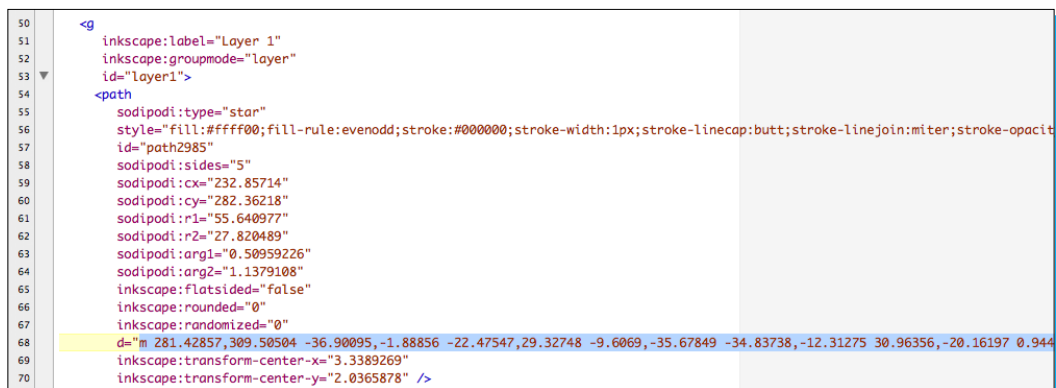 50 <g
51 inkscape:label="Layer 1"
52 inkscape:groupmode="layer"
53 id="layer1">
54 <path
55 sodipodi:type="star"
56 style="fill:#ffff00;fill-rule:evenodd;stroke:#000000;stroke-width:1px;stroke-linecap:butt;stroke-linejoin:miter;stroke-opacit
57 id="path2985"
58 sodipodi:sides="5"
59 sodipodi:cx="232.85714"
60 sodipodi:cy="282.36218"
61 sodipodi:r1="55.640977"
62 sodipodi:r2="27.820489"
63 sodipodi:arg1="0.50959226"
64 sodipodi:arg2="1.1379108"
65 inkscape:flatsided="false"
66 inkscape:rounded="0"
67 inkscape:randomized="0"
68 d="m 281.42857,309.50504 -36.90095,-1.88856 -22.47547,29.32748 -9.6069,-35.67849 -34.83738,-12.31275 30.96356,-20.16197 0.944
69 inkscape:transform-center-x="3.3389269"
70 inkscape:transform-center-y="2.0365878" />